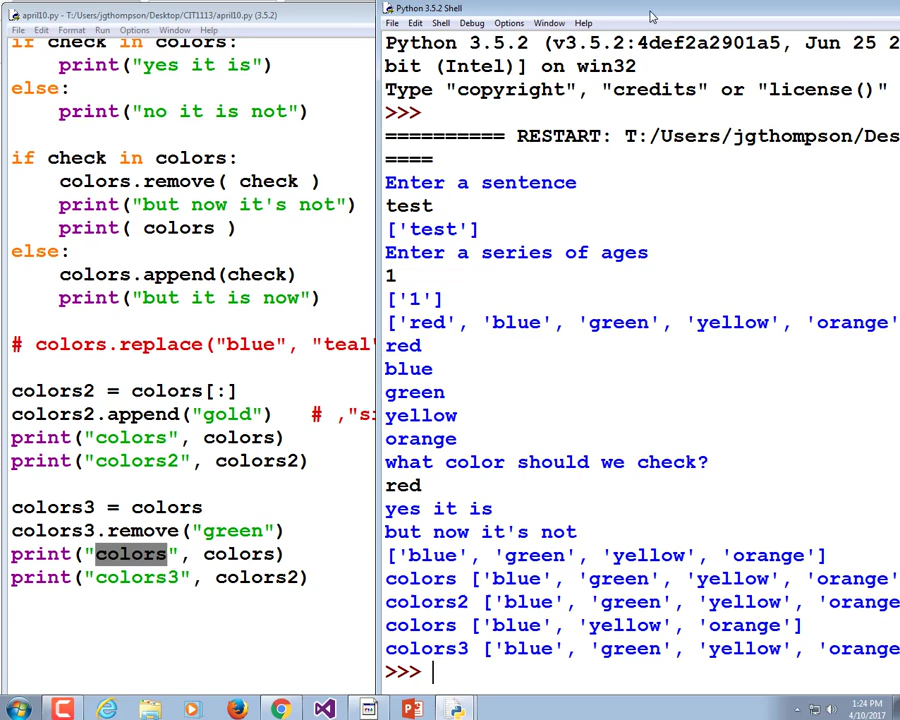 april10.py - T:/Users/jgthompson/Desktop/CIT1113/april10.py (3.5.2)
File Edit Format Run Options Window Help
if check in colors:
print("yes it is")
else:
print("no it is not")
if check in colors:
colors.remove( check )
print("but now it's not")
print( colors )
else:
colors.append(check)
print("but it is now")
# colors.replace("blue", "teal"
colors2 = colors[:]
colors2.append("gold") # ,"si
print("colors", colors)
print("colors2", colors2)
colors3 = colors
colors3.remove("green")
print("colors", colors)
print("colors3", colors2)
Python 3.5.2 Shell
File Edit Shell Debug Options Window Help
Python 3.5.2 (v3.5.2:4def2a2901a5, Jun 25 2
bit (Intel)] on win32
Type "copyright", "credits" or "license()"
>>>
========== RESTART: T:/Users/jgthompson/Des
====
Enter a sentence
test
['test']
Enter a series of ages
1
['1']
['red', 'blue', 'green', 'yellow', 'orange'
red
blue
green
yellow
orange
what color should we check?
red
yes it is
but now it's not
['blue', 'green', 'yellow', 'orange']
colors ['blue', 'green', 'yellow', 'orange'
colors2 ['blue', 'green', 'yellow', 'orange
colors ['blue', 'yellow', 'orange']
colors3 ['blue', 'green', 'yellow', 'orange
>>>
1:24 PM
4/10/2017